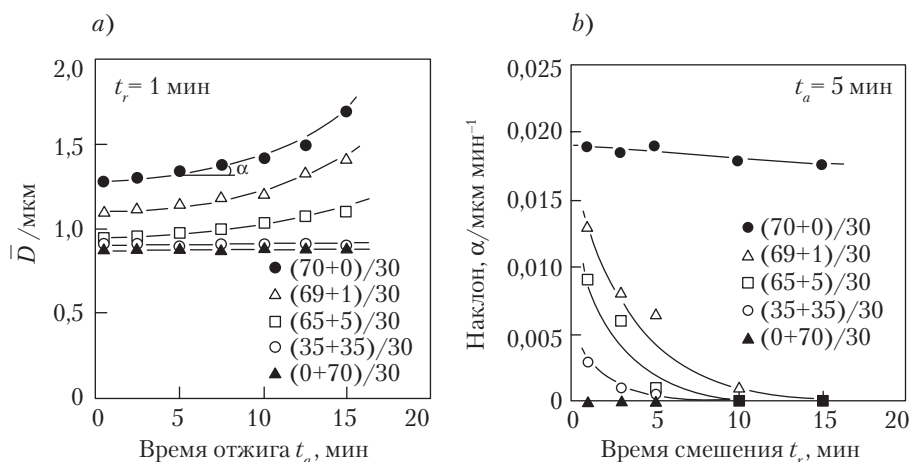 a)
2,0
1,5
1,0
0,5
0
D̄/мкм
t_r = 1 мин
α
(70+0)/30
(69+1)/30
(65+5)/30
(35+35)/30
(0+70)/30
0 5 10 15 20
Время отжига t_a, мин
b)
0,025
0,020
0,015
0,010
0,005
0
Наклон, α/мкм мин⁻¹
t_a = 5 мин
(70+0)/30
(69+1)/30
(65+5)/30
(35+35)/30
(0+70)/30
0 5 10 15 20
Время смешения t_r, мин